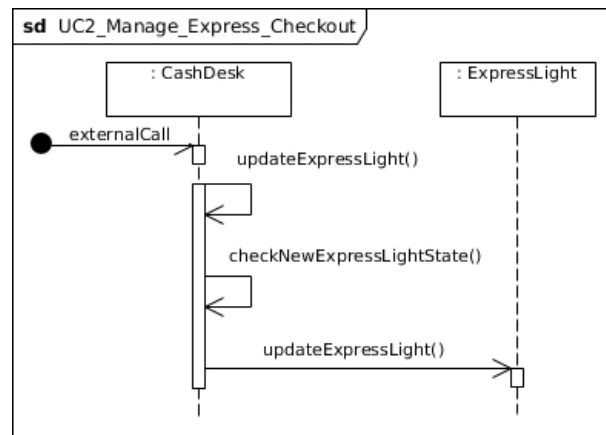 sd UC2_Manage_Express_Checkout
: CashDesk
: ExpressLight
externalCall
updateExpressLight()
checkNewExpressLightState()
updateExpressLight()